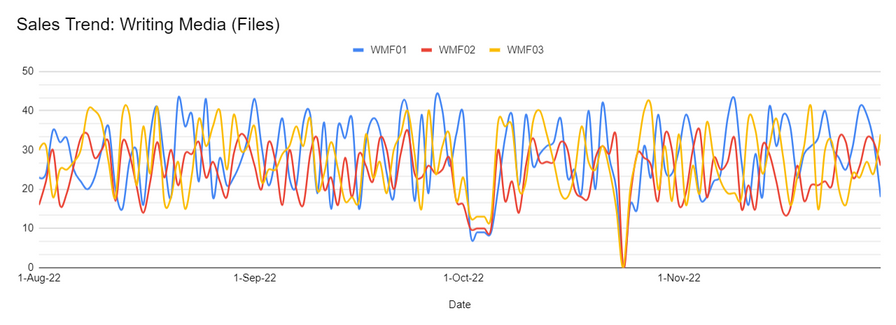 Sales Trend: Writing Media (Files)
WMF01 WMF02 WMF03
50
40
30
20
10
0
1-Aug-22 1-Sep-22 1-Oct-22 1-Nov-22
Date